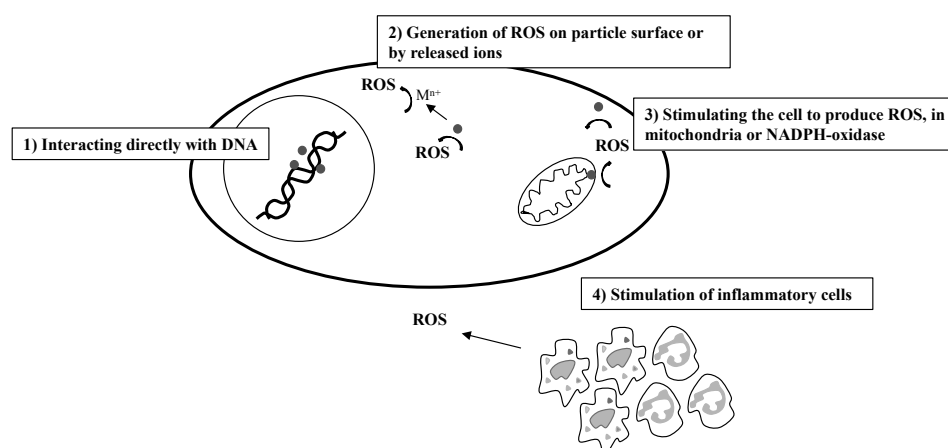 2) Generation of ROS on particle surface or
by released ions
ROS
Mⁿ⁺
ROS
3) Stimulating the cell to produce ROS, in
mitochondria or NADPH-oxidase
ROS
1) Interacting directly with DNA
4) Stimulation of inflammatory cells
ROS